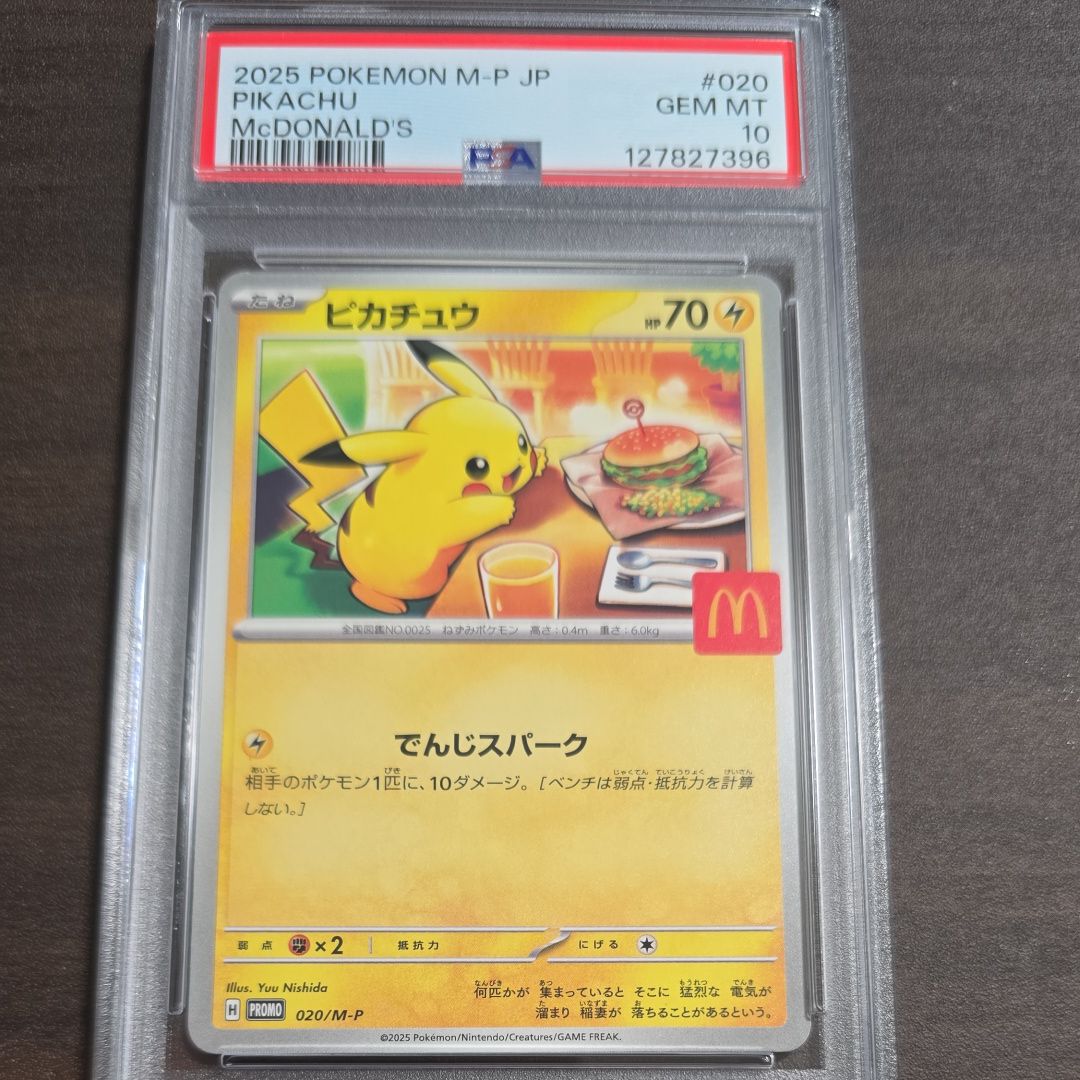 2025 POKEMON M-P JP #020
PIKACHU GEM MT
McDONALD'S 10
PSA 127827396
たね ピカチュウ HP70
M
全国図鑑NO.0025 ねずみポケモン 高さ:0.4m 重さ:6.0kg
でんじスパーク
相手のポケモン1匹に、10ダメージ。[ベンチは弱点・抵抗力を計算
しない。]
弱点 ×2 抵抗力 にげる
Illus. Yuu Nishida
何匹かが 集まっていると そこに 猛烈な 電気が
溜まり 稲妻が 落ちることがあるという。
H PROMO 020/M-P
©2025 Pokémon/Nintendo/Creatures/GAME FREAK.